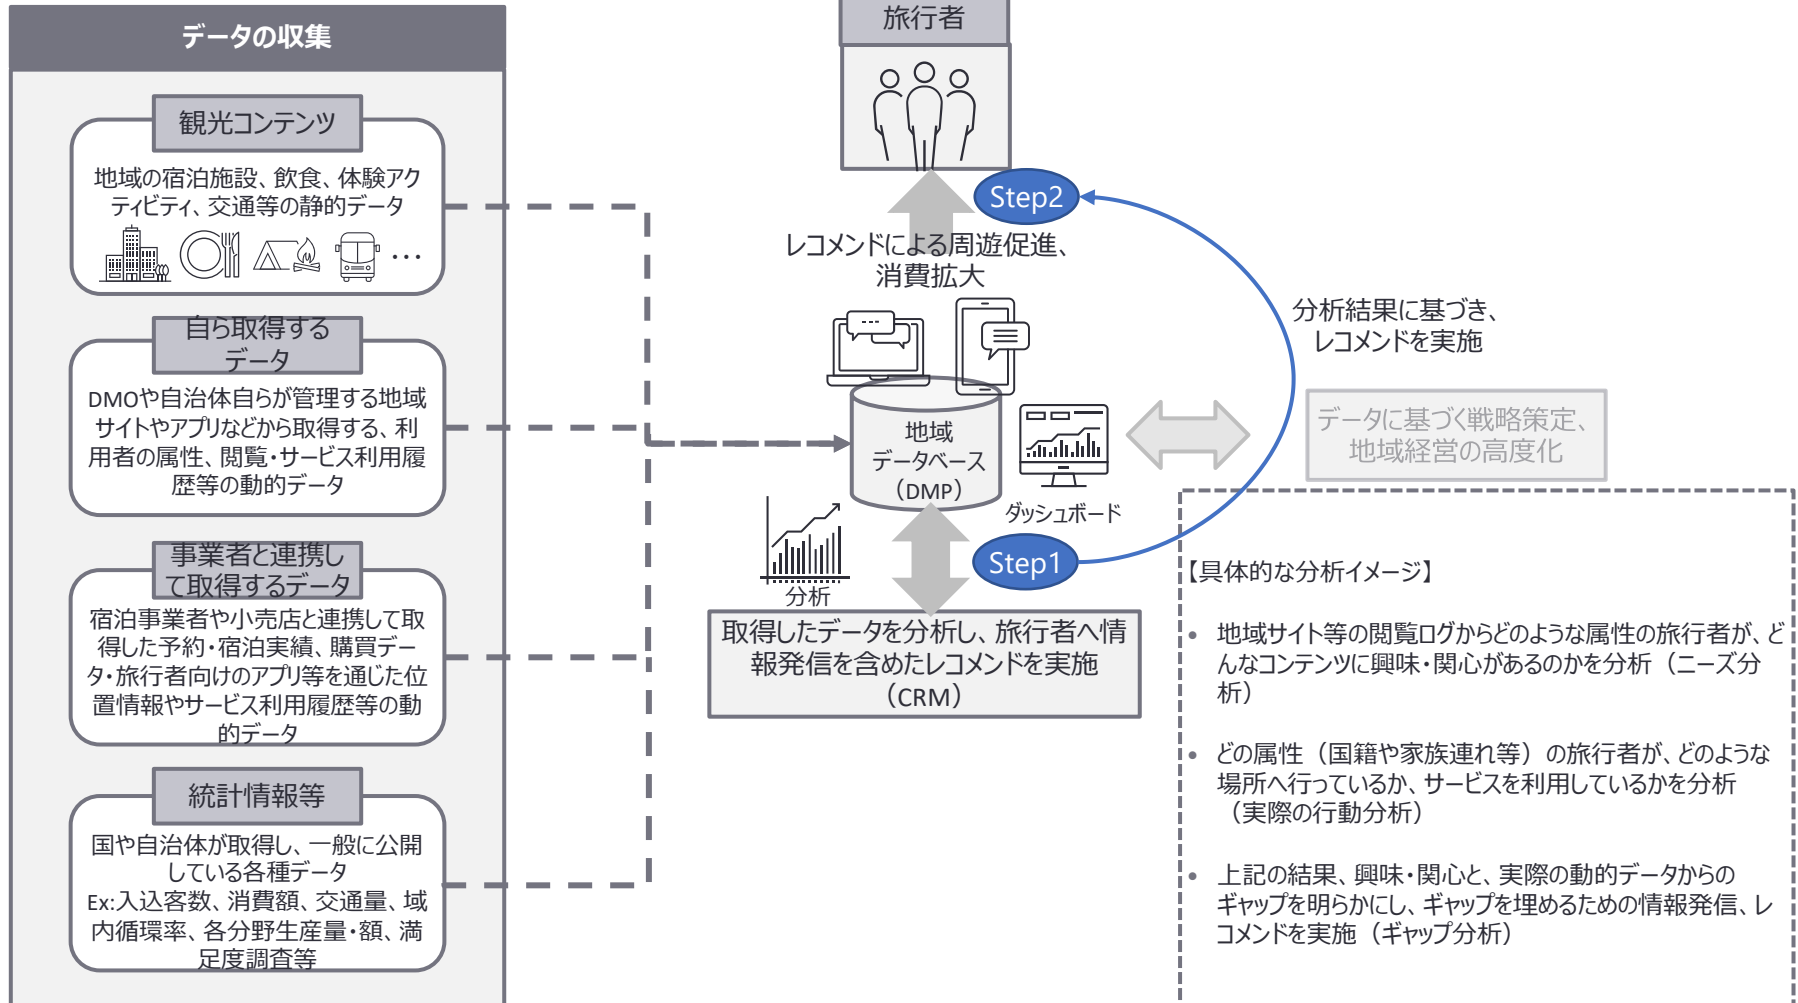 データの収集
観光コンテンツ
地域の宿泊施設、飲食、体験アク
ティビティ、交通等の静的データ
…
自ら取得する
データ
DMOや自治体自らが管理する地域
サイトやアプリなどから取得する、利
用者の属性、閲覧・サービス利用履
歴等の動的データ
事業者と連携し
て取得するデータ
宿泊事業者や小売店と連携して取
得した予約・宿泊実績、購買デー
タ・旅行者向けのアプリ等を通じた位
置情報やサービス利用履歴等の動
的データ
統計情報等
国や自治体が取得し、一般に公開
している各種データ
Ex:入込客数、消費額、交通量、域
内循環率、各分野生産量・額、満
足度調査等
旅行者
Step2
レコメンドによる周遊促進、
消費拡大
分析結果に基づき、
レコメンドを実施
地域
データベース
（DMP）
ダッシュボード
データに基づく戦略策定、
地域経営の高度化
分析
Step1
取得したデータを分析し、旅行者へ情
報発信を含めたレコメンドを実施
（CRM）
【具体的な分析イメージ】
• 地域サイト等の閲覧ログからどのような属性の旅行者が、ど
んなコンテンツに興味・関心があるのかを分析（ニーズ分
析）
• どの属性（国籍や家族連れ等）の旅行者が、どのような
場所へ行っているか、サービスを利用しているかを分析
（実際の行動分析）
• 上記の結果、興味・関心と、実際の動的データからの
ギャップを明らかにし、ギャップを埋めるための情報発信、レ
コメンドを実施（ギャップ分析）